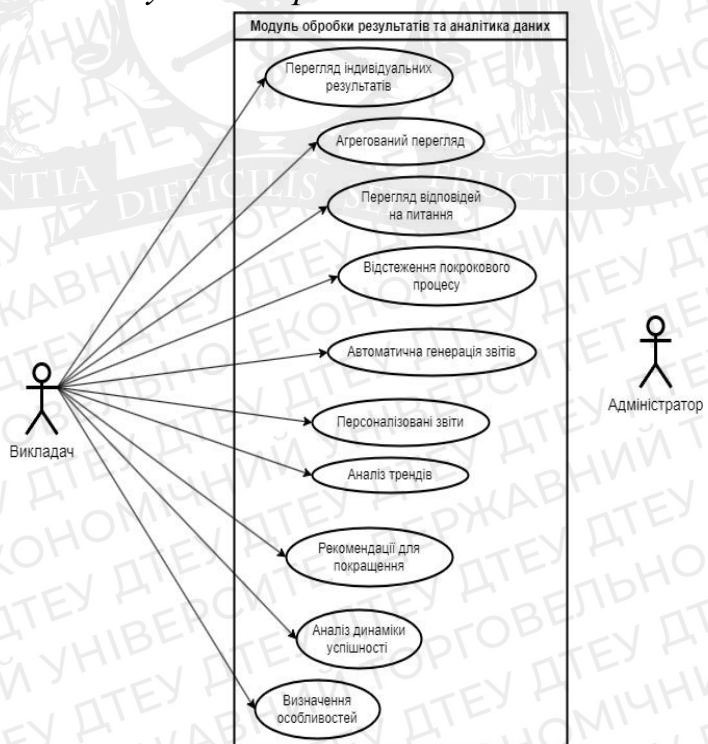 Модуль обробки результатів та аналітика даних
Перегляд індивідуальних
результатів
Агрегований перегляд
Перегляд відповідей
на питання
Відстеження покрокового
процесу
Автоматична генерація звітів
Адміністратор
Викладач
Персоналізовані звіти
Аналіз трендів
Рекомендації для
покращення
Аналіз динаміки
успішності
Визначення
особливостей